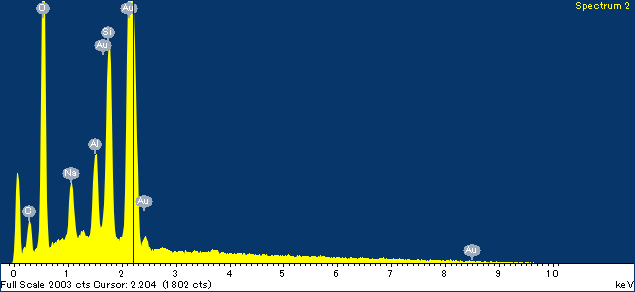 Spectrum 2
O
Au
Si
Au
Al
Na
Au
Au
0 1 2 3 4 5 6 7 8 9 10
Full Scale 2003 cts Cursor: 2.204 (1802 cts)
keV